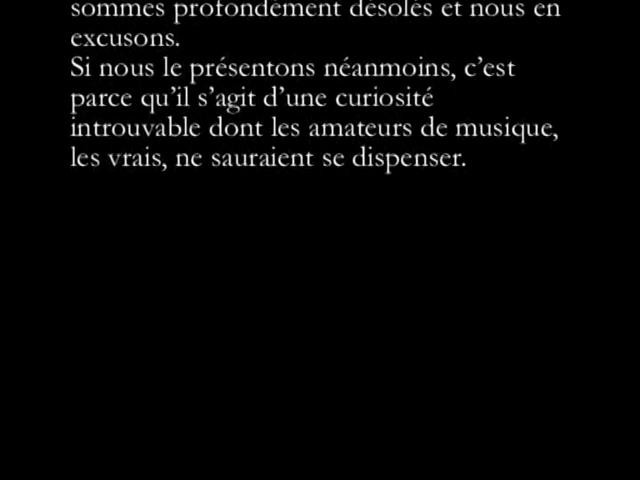 sommes profondément désolés et nous en
excusons.
Si nous le présentons néanmoins, c’est
parce qu’il s’agit d’une curiosité
introuvable dont les amateurs de musique,
les vrais, ne sauraient se dispenser.